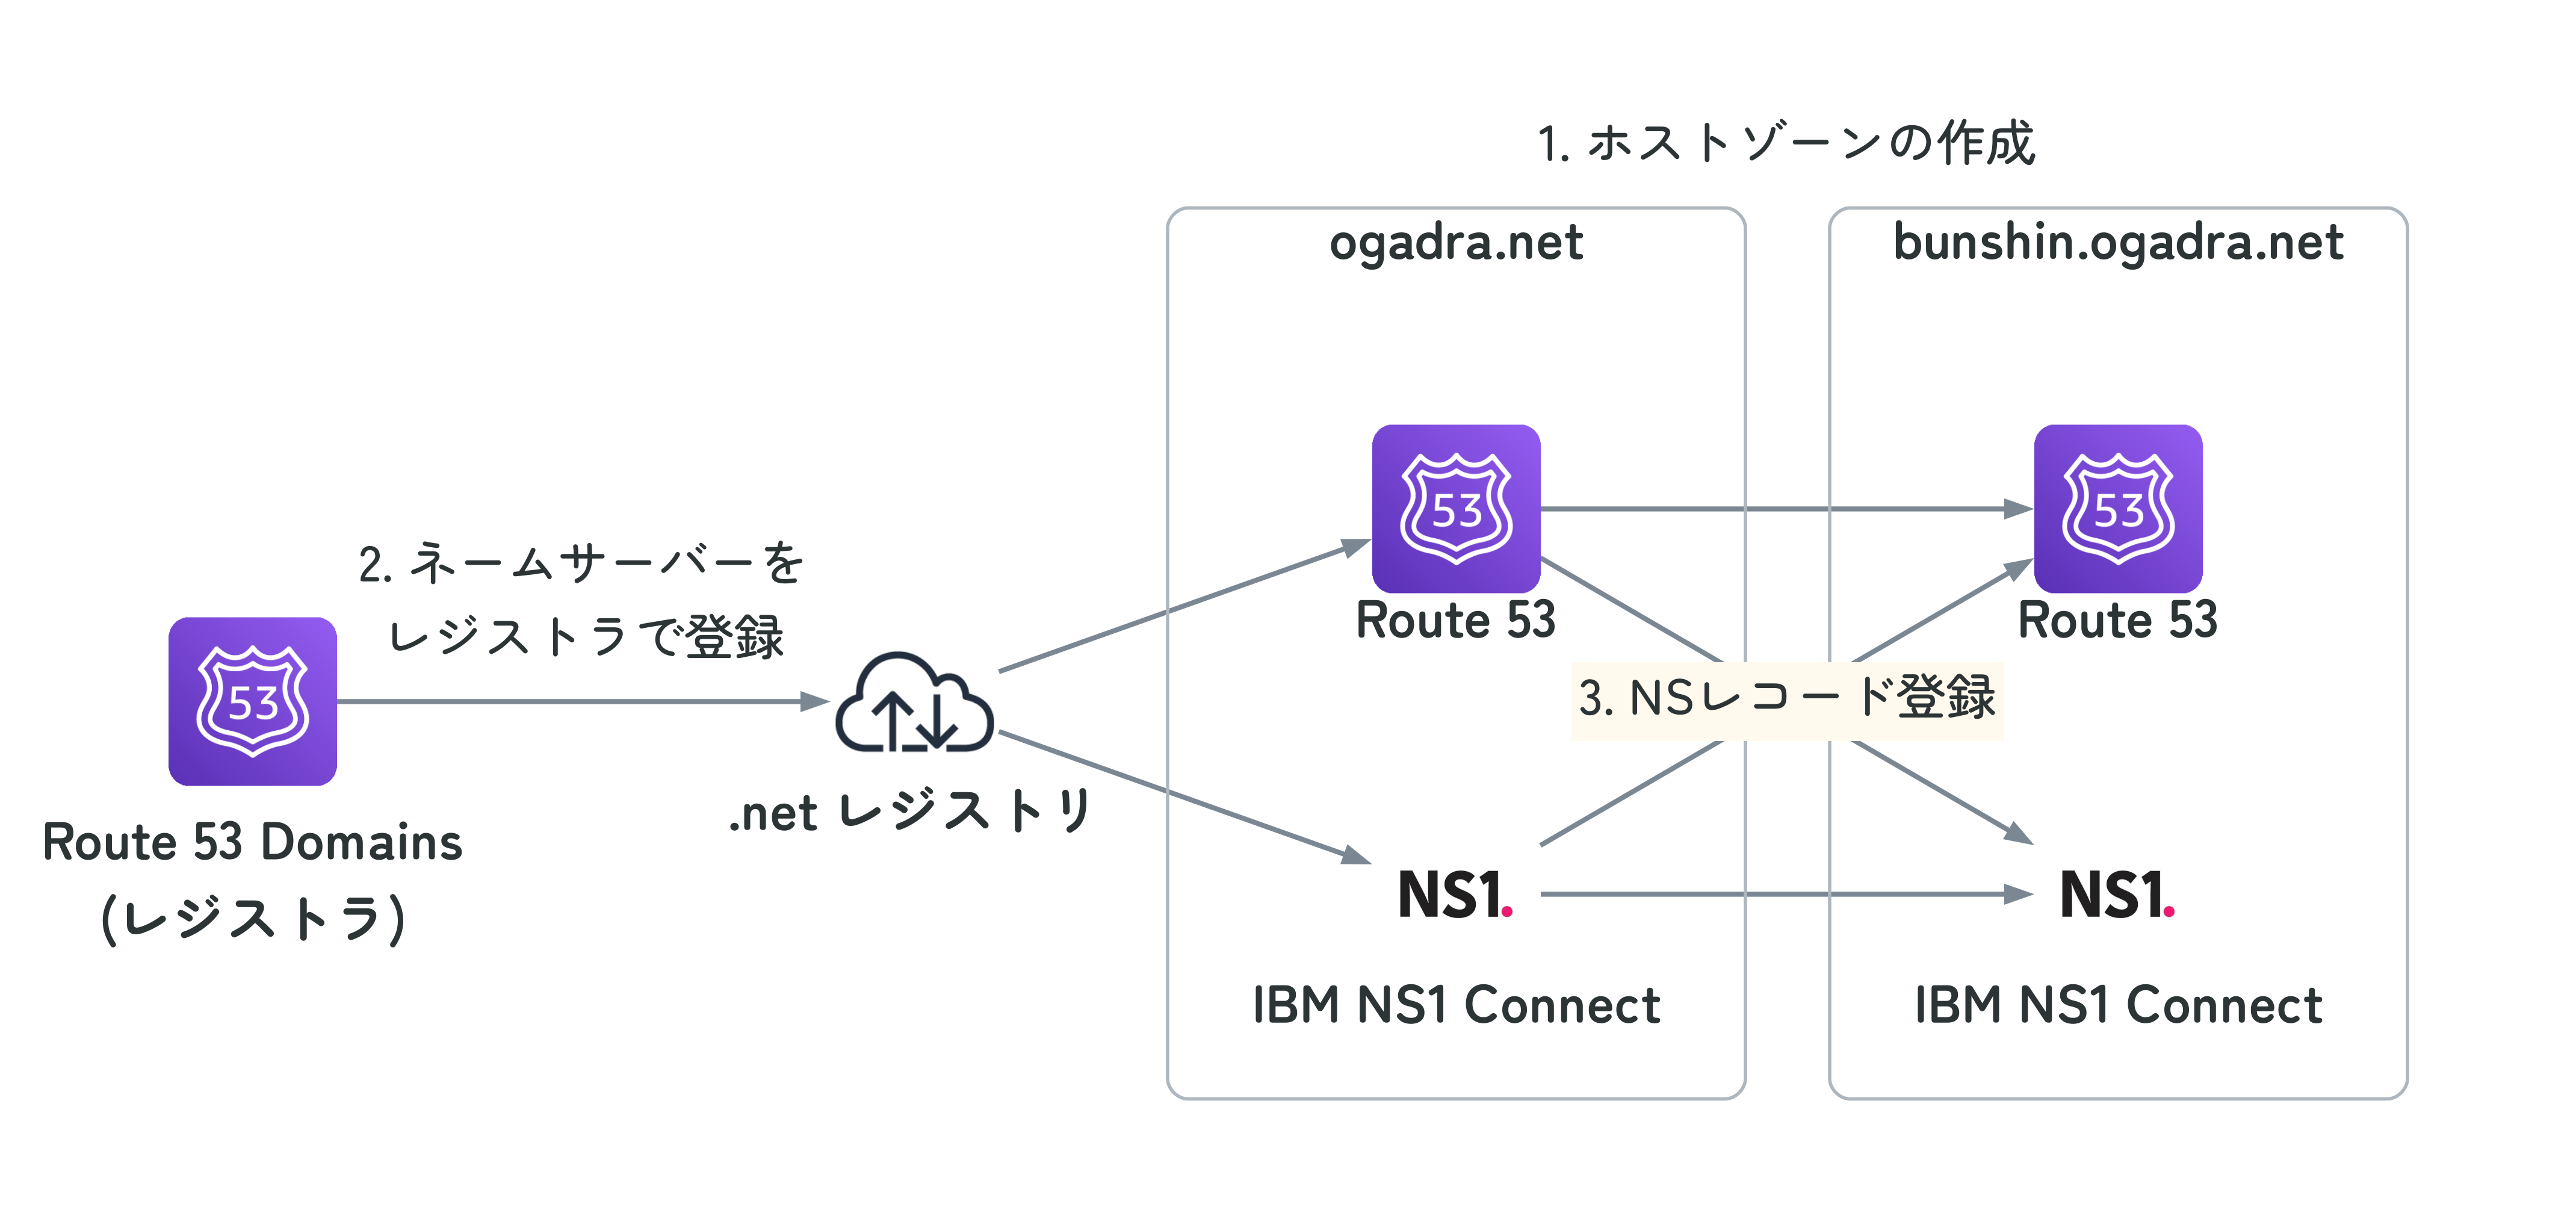 1. ホストゾーンの作成
ogadra.net
bunshin.ogadra.net
53
53
2. ネームサーバーを
レジストラで登録
Route 53
Route 53
53
3. NSレコード登録
.net レジストリ
Route 53 Domains
(レジストラ)
NS1.
NS1.
IBM NS1 Connect
IBM NS1 Connect